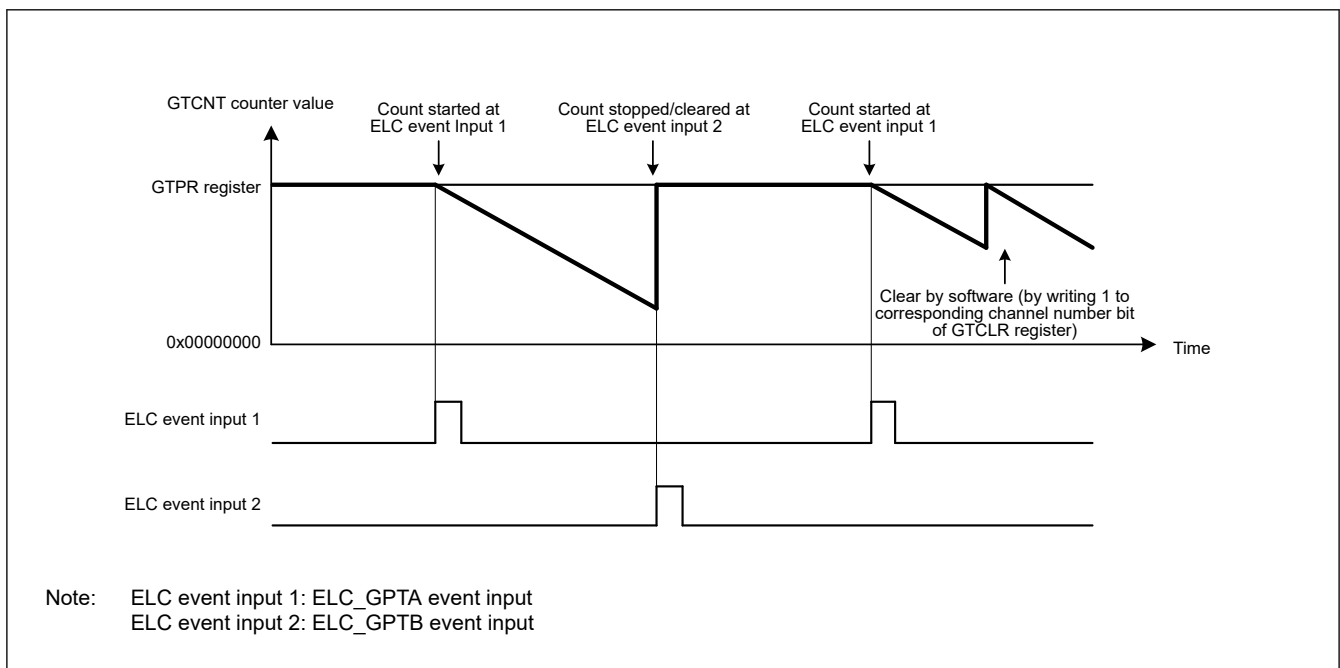 GTCNT counter value
Count started at
ELC event Input 1
Count stopped/cleared at
ELC event input 2
Count started at
ELC event input 1
GTPR register
Clear by software (by writing 1 to
corresponding channel number bit
of GTCLR register)
0x00000000
Time
ELC event input 1
ELC event input 2
Note: ELC event input 1: ELC_GPTA event input
ELC event input 2: ELC_GPTB event input